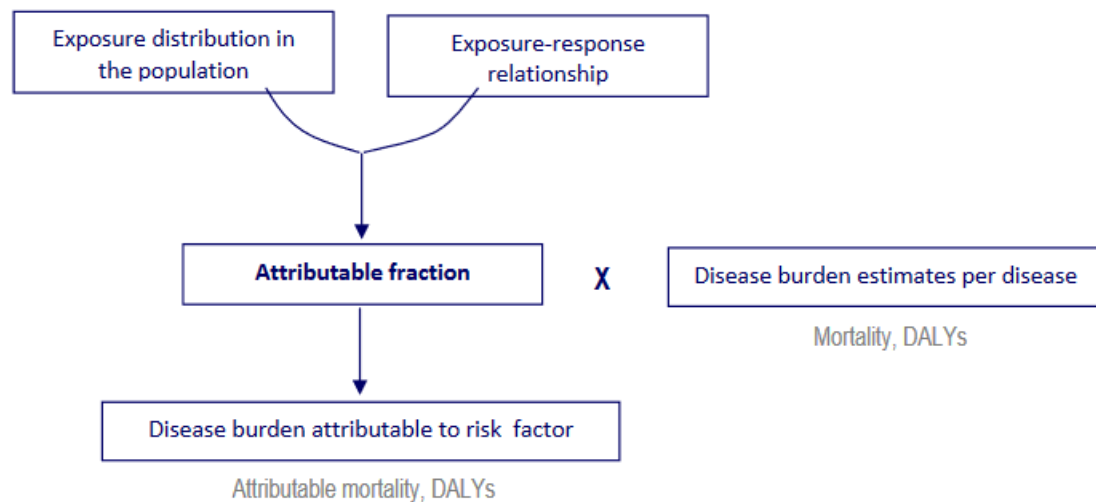 Exposure distribution in
the population
Exposure-response
relationship
Attributable fraction
X
Disease burden estimates per disease
Mortality, DALYs
Disease burden attributable to risk factor
Attributable mortality, DALYs